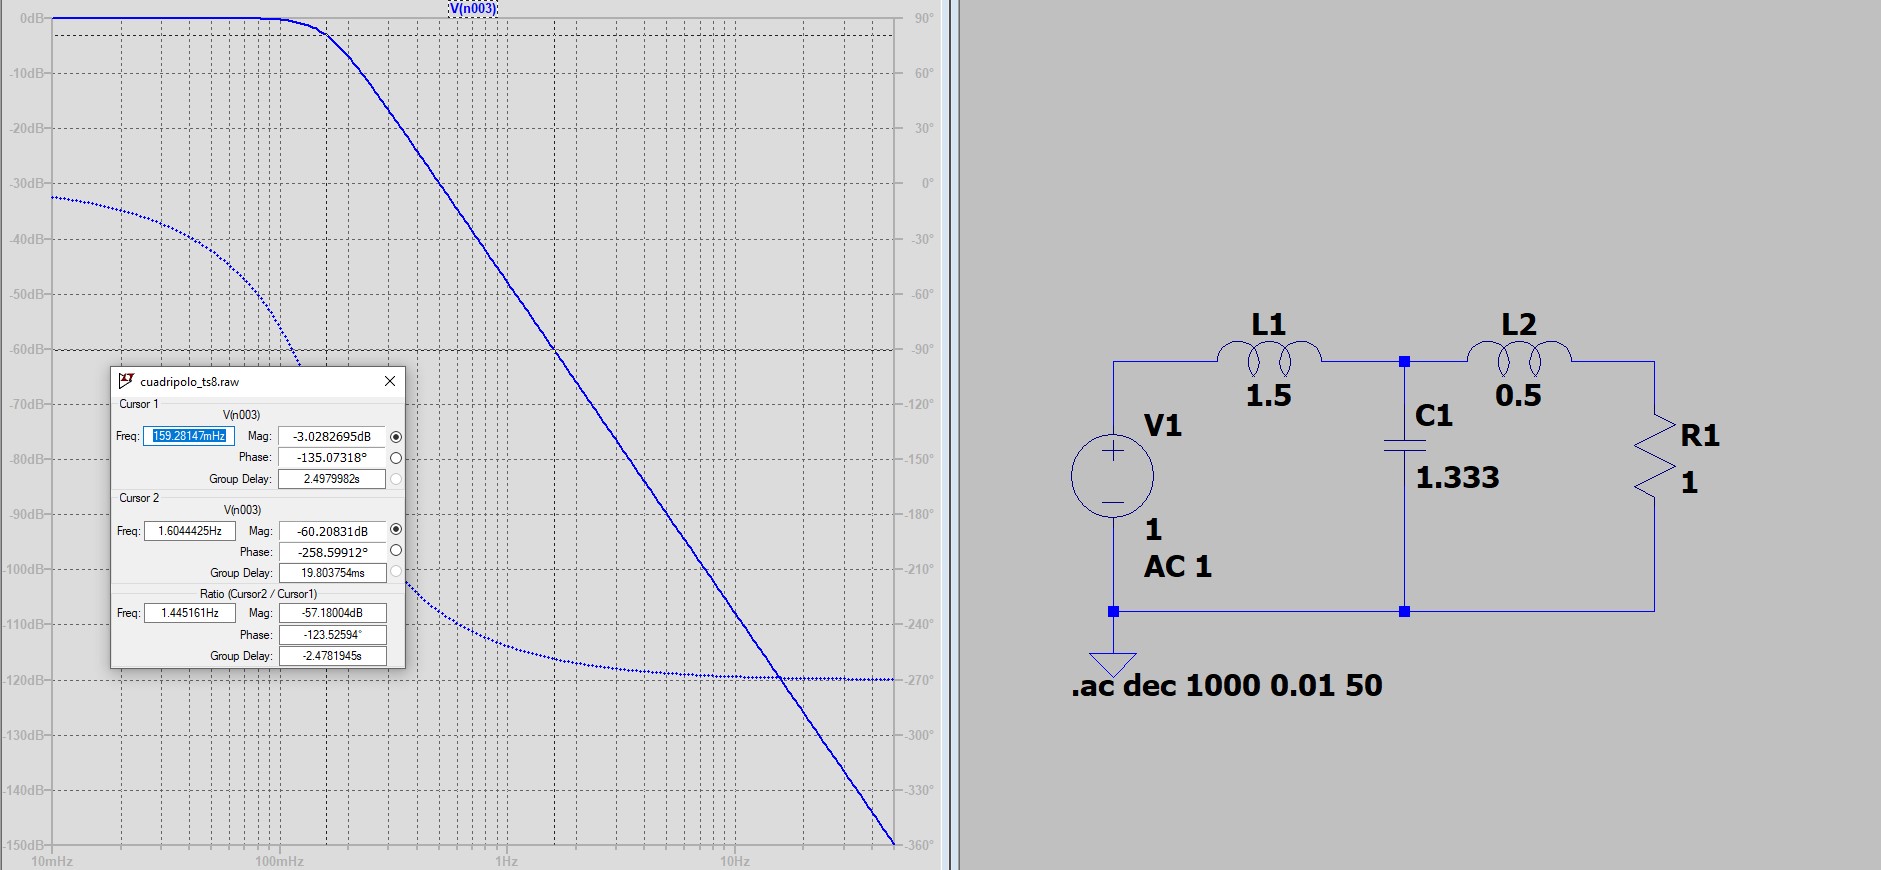 V(n003)
0dB
-10dB
-20dB
-30dB
-40dB
-50dB
-60dB
-70dB
-80dB
-90dB
-100dB
-110dB
-120dB
-130dB
-140dB
-150dB
90°
60°
30°
0°
-30°
-60°
-90°
-120°
-150°
-180°
-210°
-240°
-270°
-300°
-330°
-360°
10mHz 100mHz 1Hz 10Hz
cuadripolo_ts8.raw
Cursor 1
V(n003)
Freq: 159.28147mHz Mag: -3.0282695dB
Phase: -135.07318°
Group Delay: 2.4979982s
Cursor 2
V(n003)
Freq: 1.6044425Hz Mag: -60.20831dB
Phase: -258.59912°
Group Delay: 19.803754ms
Ratio (Cursor2 / Cursor1)
Freq: 1.445161Hz Mag: -57.18004dB
Phase: -123.52594°
Group Delay: -2.4781945s
L1
1.5
L2
0.5
C1
1.333
R1
1
V1
1
AC 1
.ac dec 1000 0.01 50